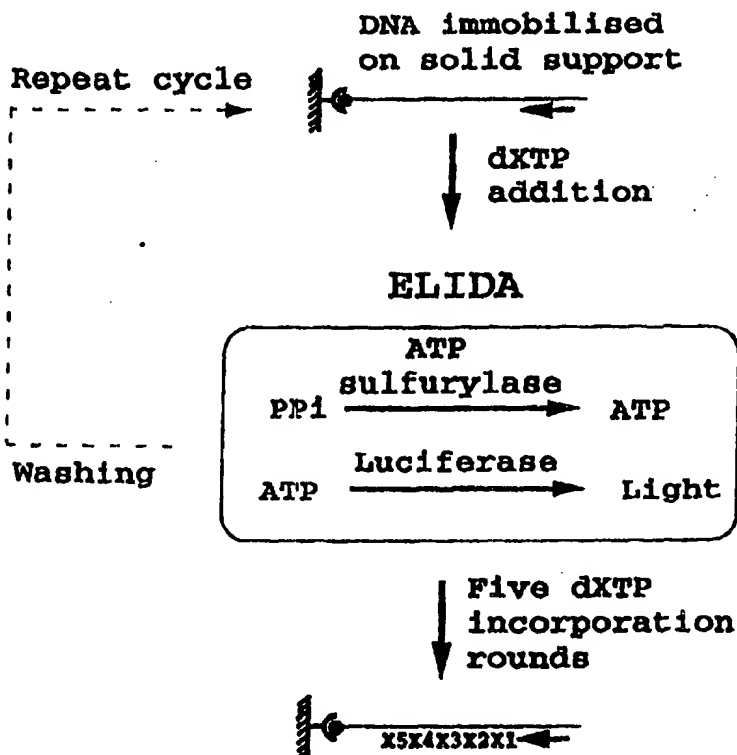 DNA immobilised
on solid support
Repeat cycle
dXTP
addition
ELIDA
ATP
sulfurylase
PPi
ATP
Luciferase
ATP
Light
Washing
Five dXTP
incorporation
rounds
X5X4X3X2X1